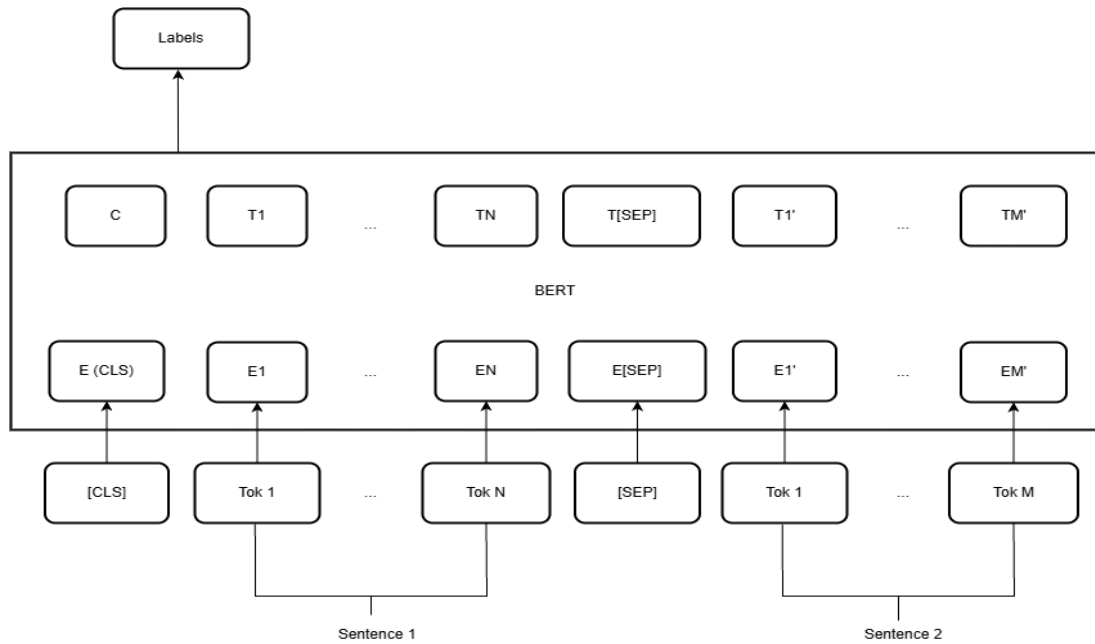 Labels
C T1 ... TN T[SEP] T1' ... TM'
BERT
E (CLS) E1 ... EN E[SEP] E1' ... EM'
[CLS] Tok 1 ... Tok N [SEP] Tok 1 ... Tok M
Sentence 1 Sentence 2